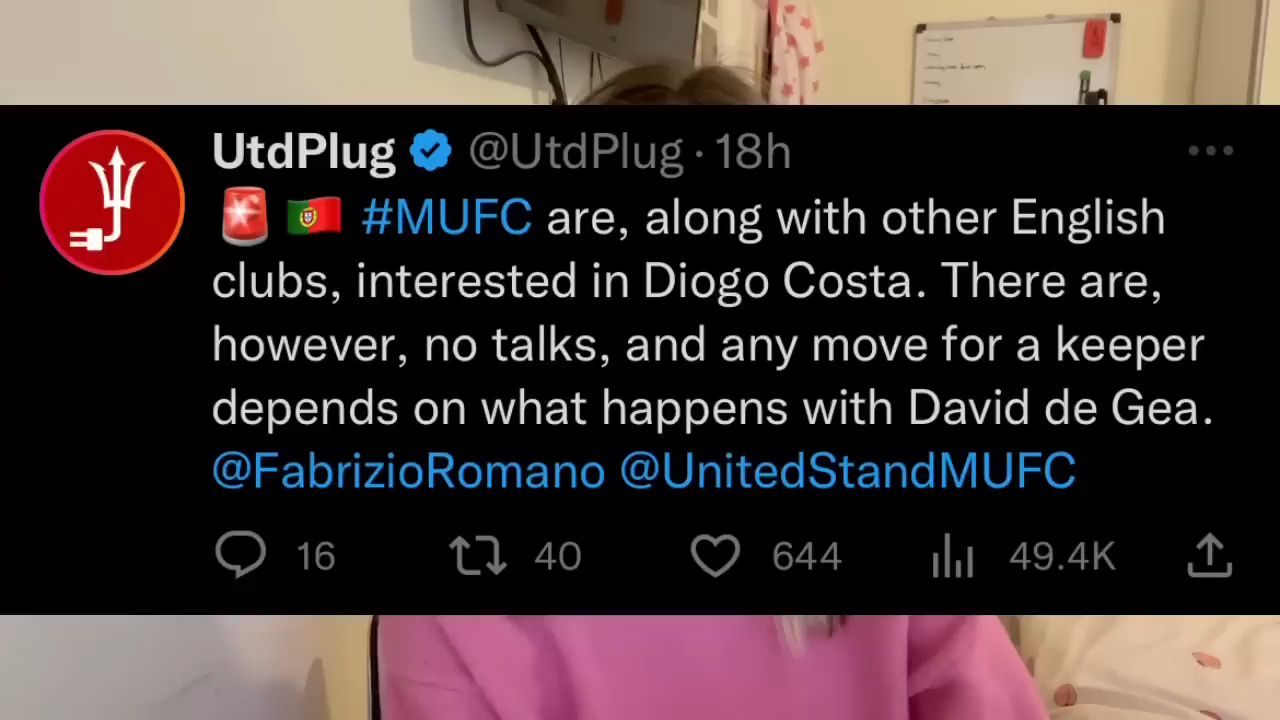 UtdPlug @UtdPlug · 18h
🚨 🇵🇹 #MUFC are, along with other English
clubs, interested in Diogo Costa. There are,
however, no talks, and any move for a keeper
depends on what happens with David de Gea.
@FabrizioRomano @UnitedStandMUFC
16 40 644 49.4K